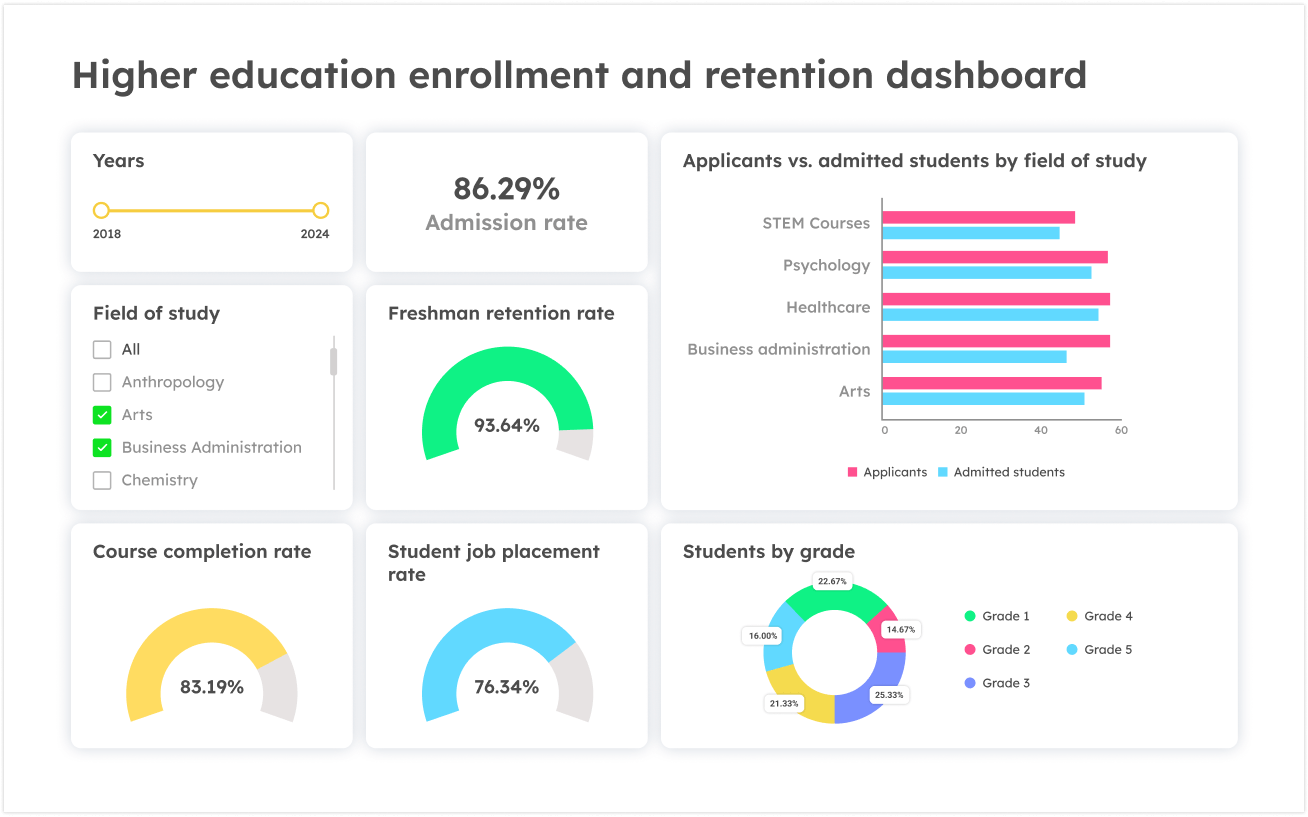 Higher education enrollment and retention dashboard
Years
2018
2024
86.29%
Admission rate
Applicants vs. admitted students by field of study
STEM Courses
Psychology
Healthcare
Business administration
Arts
0
20
40
60
Applicants
Admitted students
Field of study
All
Anthropology
Arts
Business Administration
Chemistry
Freshman retention rate
93.64%
Course completion rate
83.19%
Student job placement
rate
76.34%
Students by grade
22.67%
14.67%
16.00%
25.33%
21.33%
Grade 1
Grade 4
Grade 2
Grade 5
Grade 3